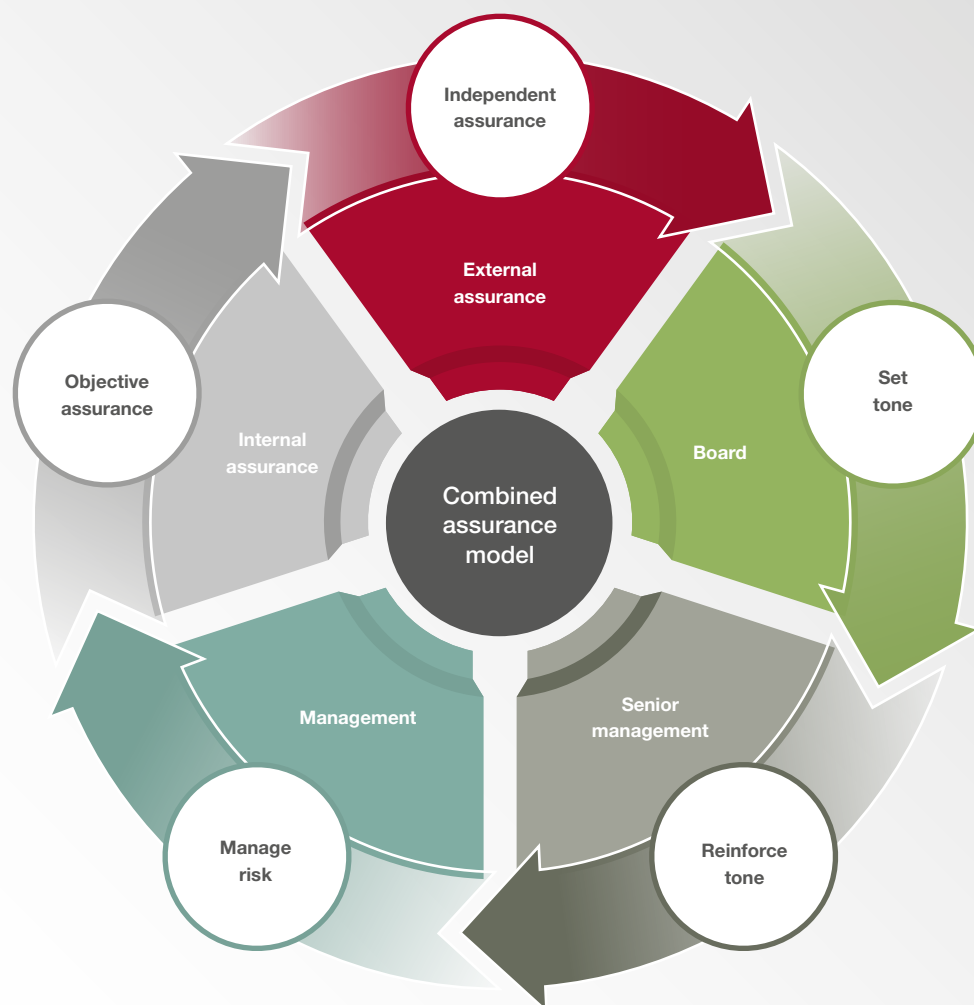 Independent
assurance
External
assurance
Set
tone
Board
Objective
assurance
Internal
assurance
Combined
assurance
model
Senior
management
Reinforce
tone
Management
Manage
risk